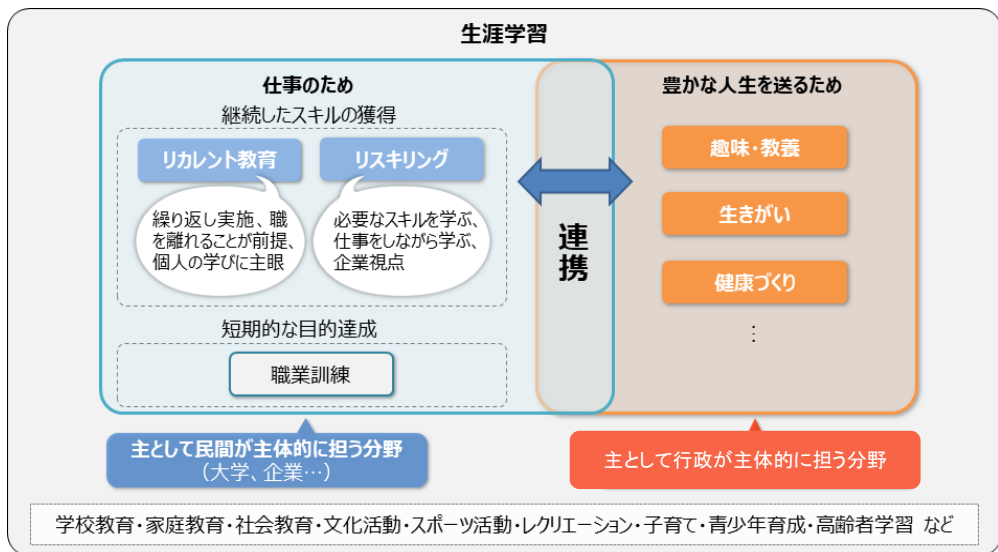 生涯学習
仕事のため
継続したスキルの獲得
リカレント教育
繰り返し実施、職
を離れることが前提、
個人の学びに主眼
リスキリング
必要なスキルを学ぶ、
仕事をしながら学ぶ、
企業視点
短期的な目的達成
職業訓練
連携
豊かな人生を送るため
趣味・教養
生きがい
健康づくり
⋮
主として民間が主体的に担う分野
（大学、企業…）
主として行政が主体的に担う分野
学校教育・家庭教育・社会教育・文化活動・スポーツ活動・レクリエーション・子育て・青少年育成・高齢者学習 など